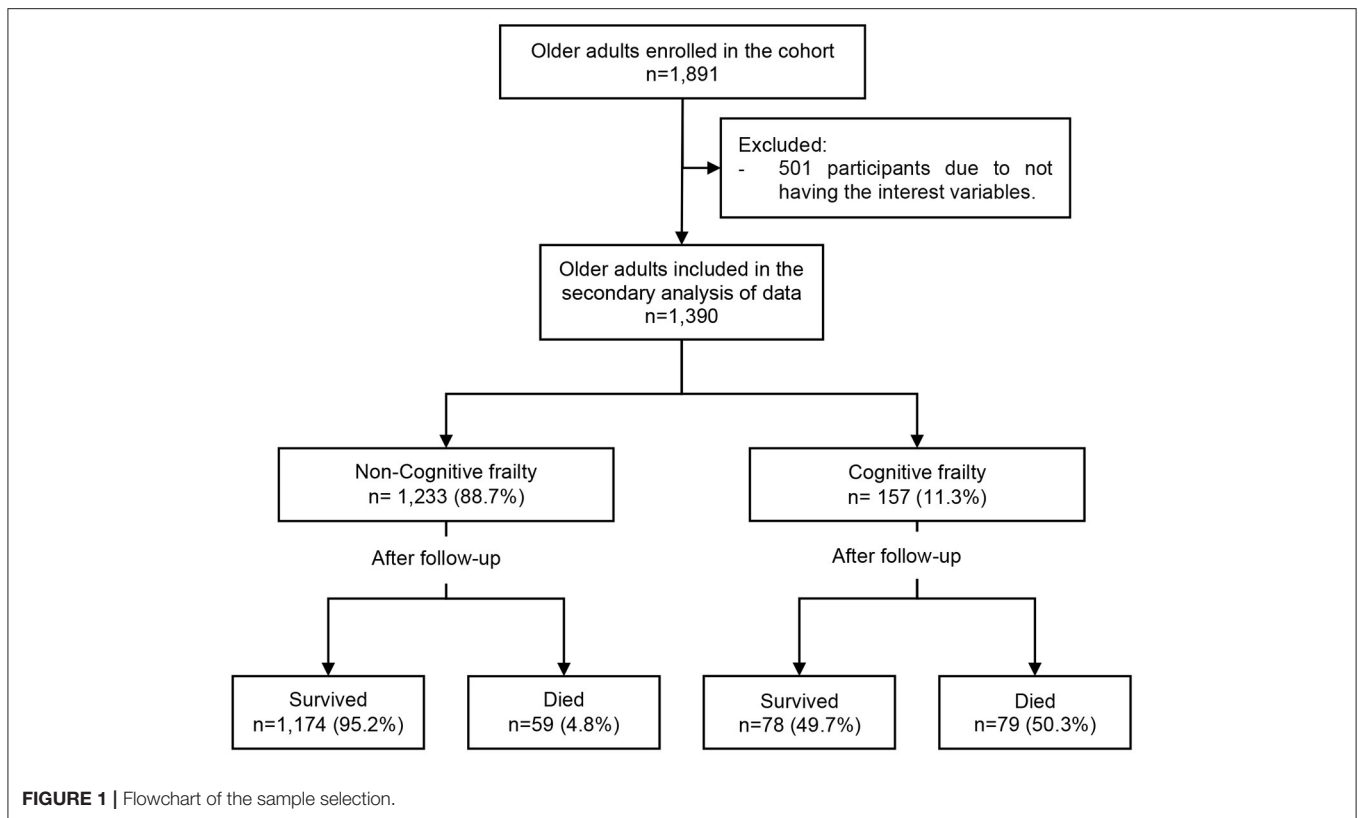 Older adults enrolled in the cohort
n=1,891
Excluded:
- 501 participants due to not
having the interest variables.
Older adults included in the
secondary analysis of data
n=1,390
Non-Cognitive frailty
n= 1,233 (88.7%)
Cognitive frailty
n= 157 (11.3%)
After follow-up
After follow-up
Survived
n=1,174 (95.2%)
Died
n=59 (4.8%)
Survived
n=78 (49.7%)
Died
n=79 (50.3%)
FIGURE 1 | Flowchart of the sample selection.